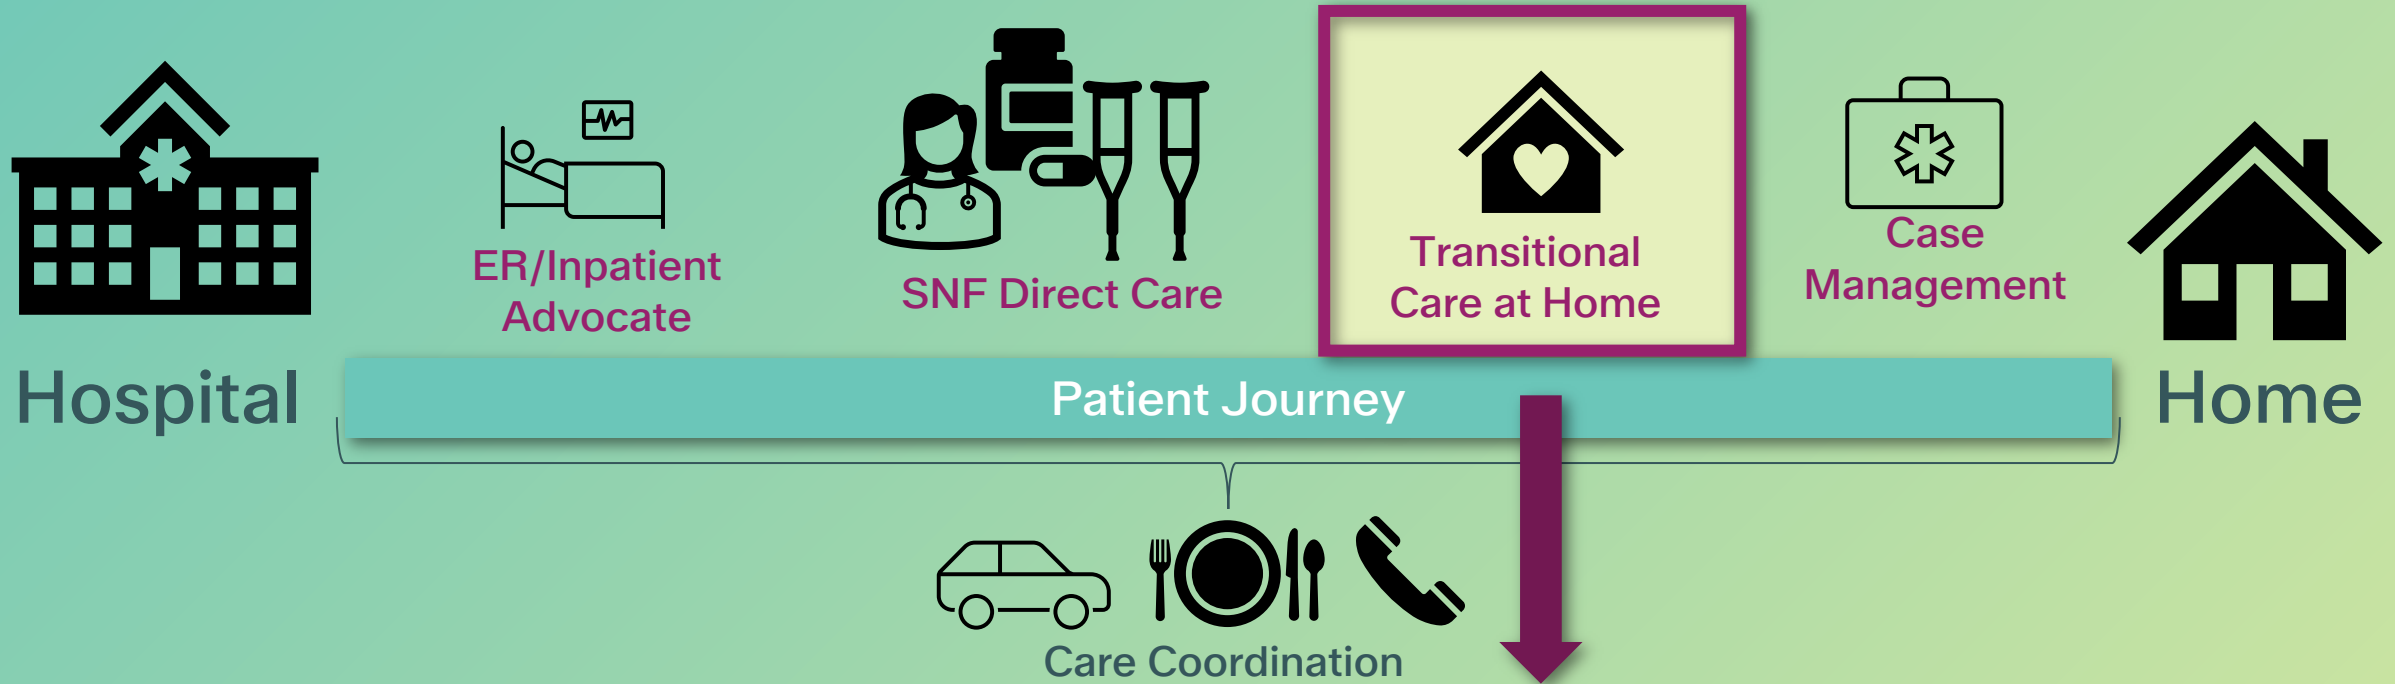 ER/Inpatient
Advocate
SNF Direct Care
Transitional
Care at Home
Case
Management
Hospital
Patient Journey
Home
Care Coordination